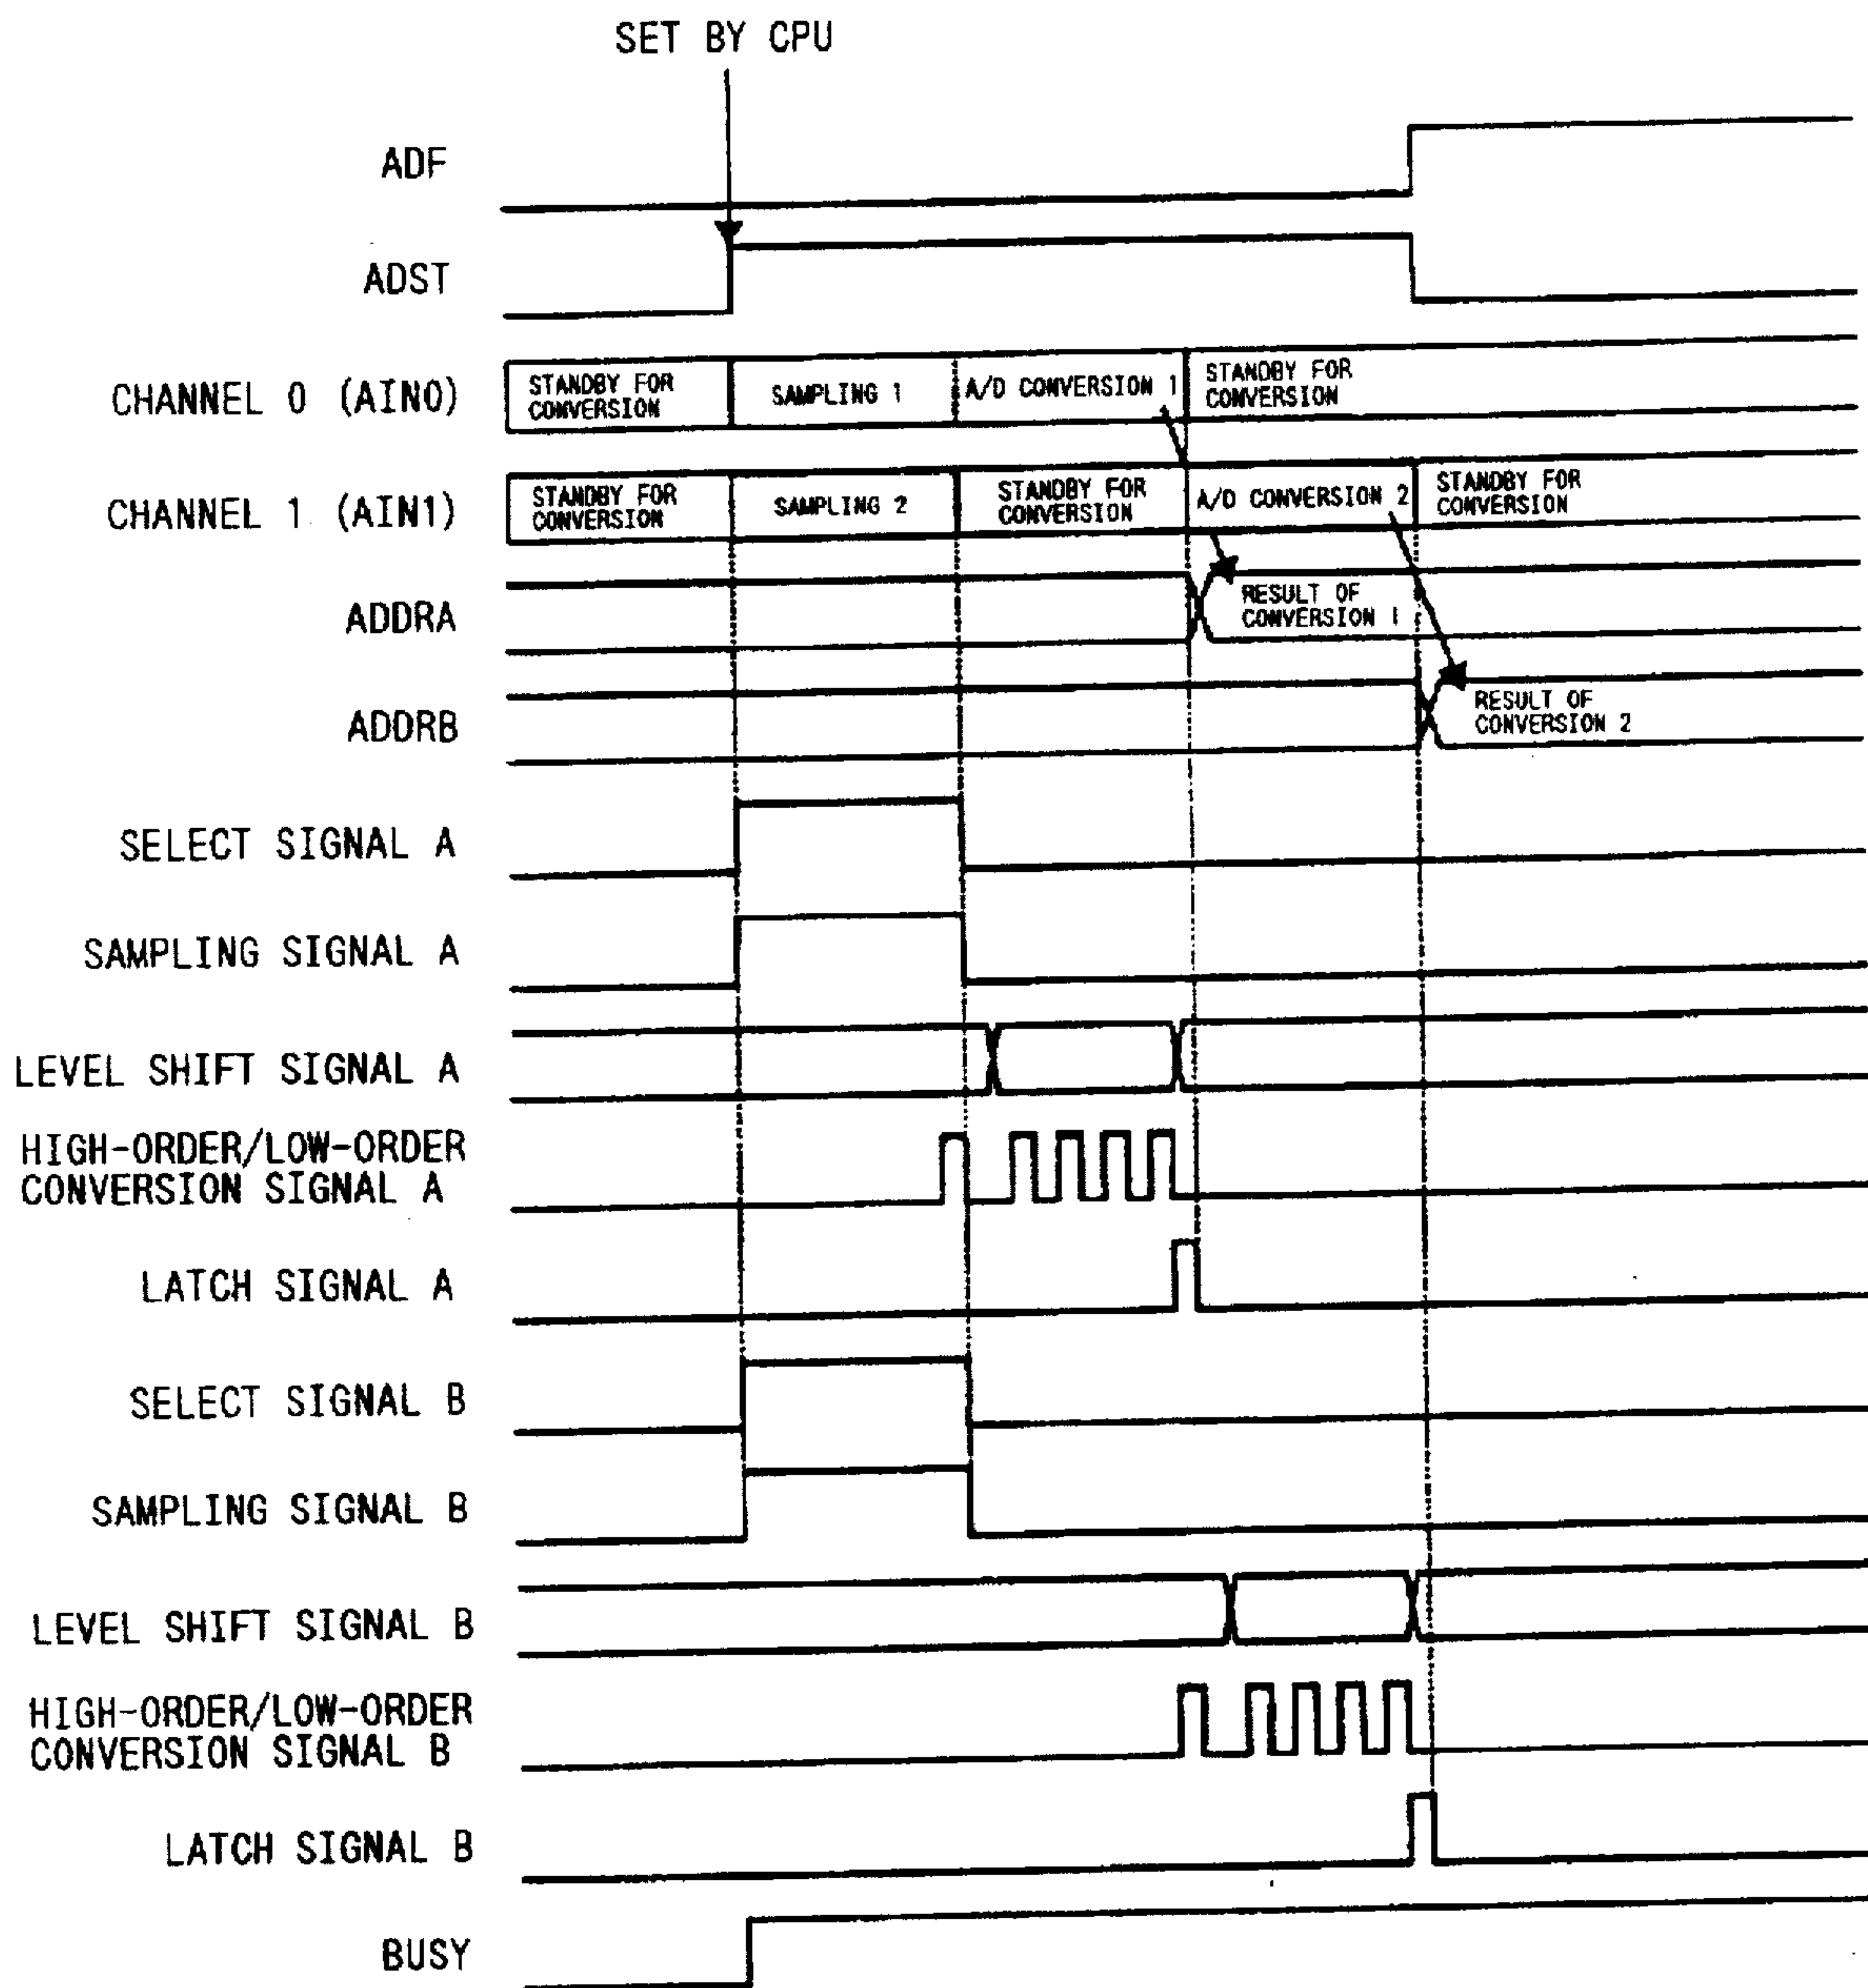 SET BY CPU
ADF
ADST
CHANNEL 0 (AIN0)
STANDBY FOR
CONVERSION
SAMPLING 1
A/D CONVERSION 1
STANDBY FOR
CONVERSION
CHANNEL 1 (AIN1)
STANDBY FOR
CONVERSION
SAMPLING 2
STANDBY FOR
CONVERSION
A/D CONVERSION 2
STANDBY FOR
CONVERSION
ADDRA
RESULT OF
CONVERSION 1
ADDRB
RESULT OF
CONVERSION 2
SELECT SIGNAL A
SAMPLING SIGNAL A
LEVEL SHIFT SIGNAL A
HIGH-ORDER/LOW-ORDER
CONVERSION SIGNAL A
LATCH SIGNAL A
SELECT SIGNAL B
SAMPLING SIGNAL B
LEVEL SHIFT SIGNAL B
HIGH-ORDER/LOW-ORDER
CONVERSION SIGNAL B
LATCH SIGNAL B
BUSY